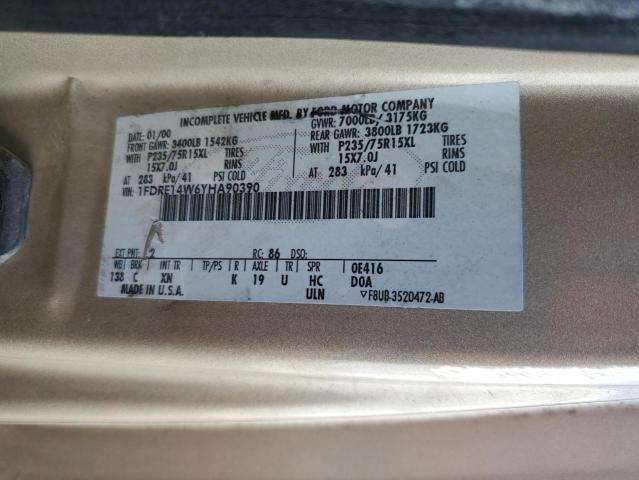 INCOMPLETE VEHICLE MFD. BY FORD MOTOR COMPANY
DATE: 01/00 GVWR: 7000LB / 3175KG
FRONT GAWR: 3400LB 1542KG REAR GAWR: 3800LB 1723KG
WITH P235/75R15XL TIRES WITH P235/75R15XL TIRES
15X7.0J 15X7.0J
AT 283 kPa/41 PSI COLD AT 283 kPa/41 PSI COLD
VIN: 1FDRE14W6YHA90390
EXT PNT: 2 RC: 86 DSO:
WB BRK INT TR TP/PS R AXLE TR SPR 0E416
138 C XN K 19 U HC D0A
MADE IN U.S.A. ULN ▽F8UB-3520472-AB